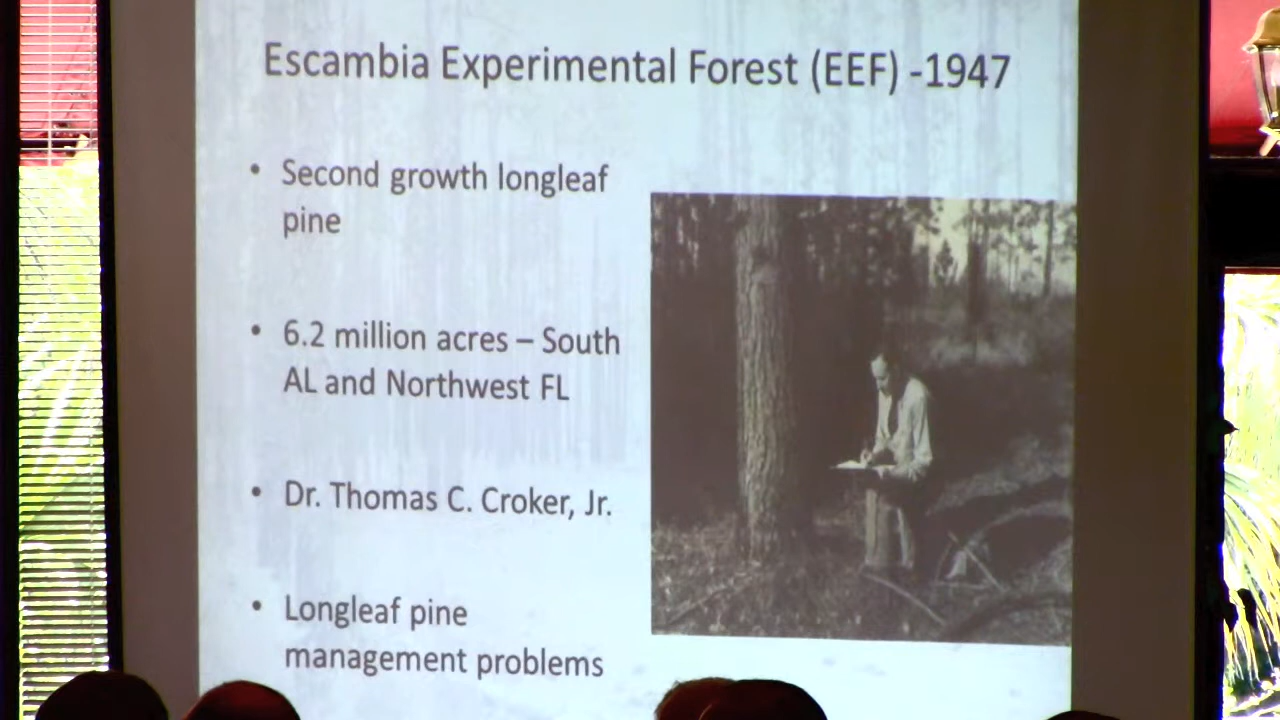 Escambia Experimental Forest (EEF) -1947
• Second growth longleaf
pine
• 6.2 million acres – South
AL and Northwest FL
• Dr. Thomas C. Croker, Jr.
• Longleaf pine
management problems